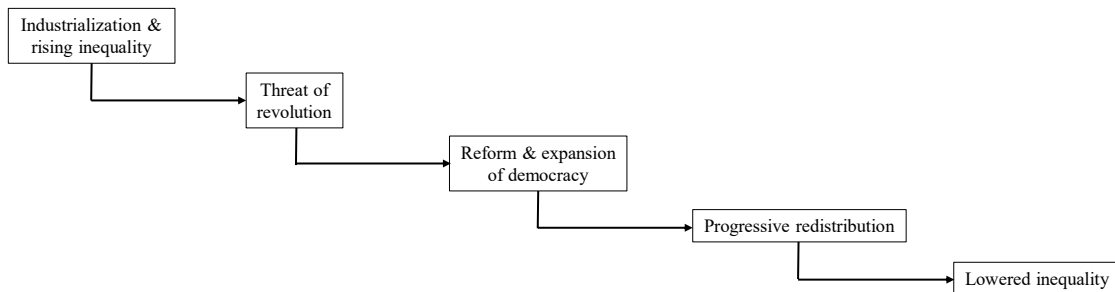 Industrialization &
rising inequality
Threat of
revolution
Reform & expansion
of democracy
Progressive redistribution
Lowered inequality